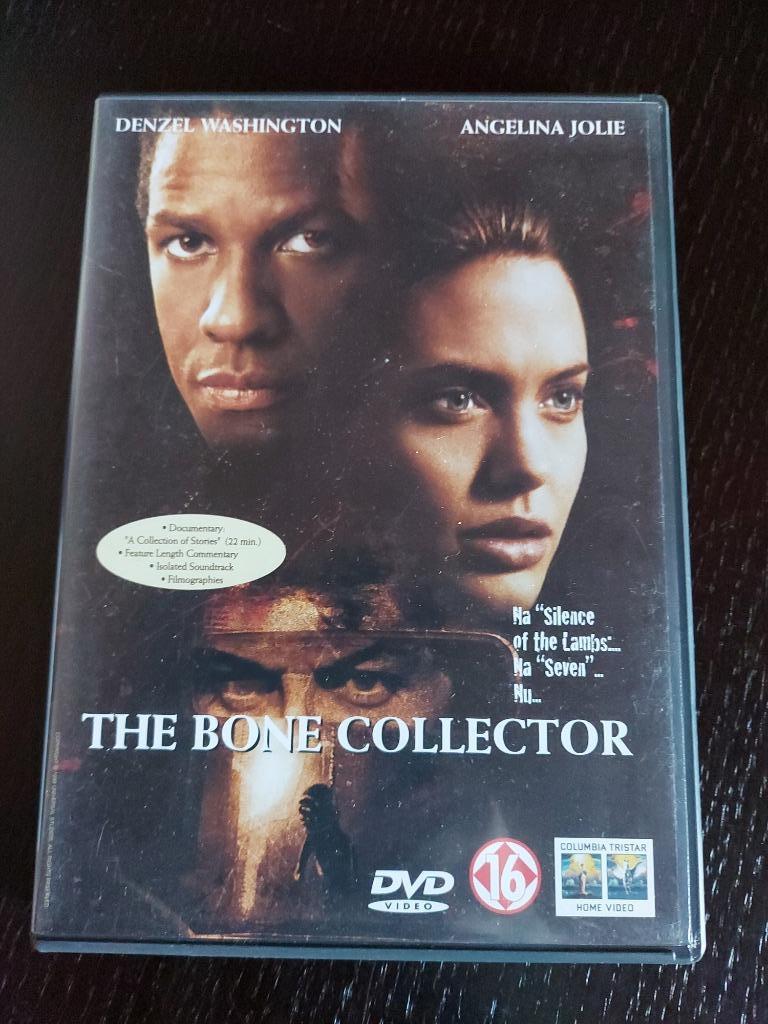 DENZEL WASHINGTON
ANGELINA JOLIE
• Documentary:
"A Collection of Stories" (22 min.)
• Feature Length Commentary
• Isolated Soundtrack
• Filmographies
Na "Silence
of the Lambs"...
Na "Seven"...
Nu...
THE BONE COLLECTOR
DVD
VIDEO
16
COLUMBIA TRISTAR
HOME VIDEO